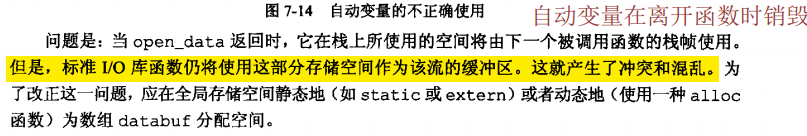 图 7-14 自动变量的不正确使用
自动变量在离开函数时销毁
问题是:当 open_data 返回时,它在栈上所使用的空间将由下一个被调用函数的栈帧使用。
但是,标准 I/O 库函数仍将使用这部分存储空间作为该流的缓冲区。这就产生了冲突和混乱。为
了改正这一问题,应在全局存储空间静态地(如 static 或 extern)或者动态地(使用一种 alloc
函数)为数组 databuf 分配空间。